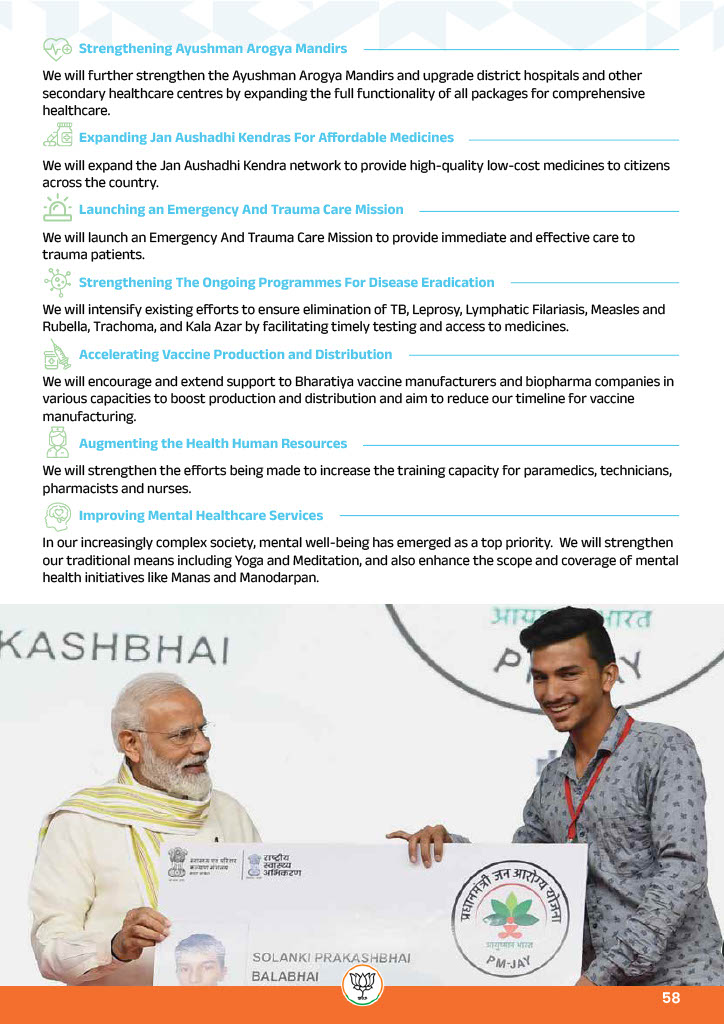 Strengthening Ayushman Arogya Mandirs
We will further strengthen the Ayushman Arogya Mandirs and upgrade district hospitals and other
secondary healthcare centres by expanding the full functionality of all packages for comprehensive
healthcare.
Expanding Jan Aushadhi Kendras For Affordable Medicines
We will expand the Jan Aushadhi Kendra network to provide high-quality low-cost medicines to citizens
across the country.
Launching an Emergency And Trauma Care Mission
We will launch an Emergency And Trauma Care Mission to provide immediate and effective care to
trauma patients.
Strengthening The Ongoing Programmes For Disease Eradication
We will intensify existing efforts to ensure elimination of TB, Leprosy, Lymphatic Filariasis, Measles and
Rubella, Trachoma, and Kala Azar by facilitating timely testing and access to medicines.
Accelerating Vaccine Production and Distribution
We will encourage and extend support to Bharatiya vaccine manufacturers and biopharma companies in
various capacities to boost production and distribution and aim to reduce our timeline for vaccine
manufacturing.
Augmenting the Health Human Resources
We will strengthen the efforts being made to increase the training capacity for paramedics, technicians,
pharmacists and nurses.
Improving Mental Healthcare Services
In our increasingly complex society, mental well-being has emerged as a top priority.  We will strengthen
our traditional means including Yoga and Meditation, and also enhance the scope and coverage of mental
health initiatives like Manas and Manodarpan.
KASHBHAI
राष्ट्रीय
स्वास्थ्य
अभिकरण
प्रधानमंत्री जन आरोग्य योजना
आयुष्मान भारत
PM-JAY
SOLANKI PRAKASHBHAI
BALABHAI
58